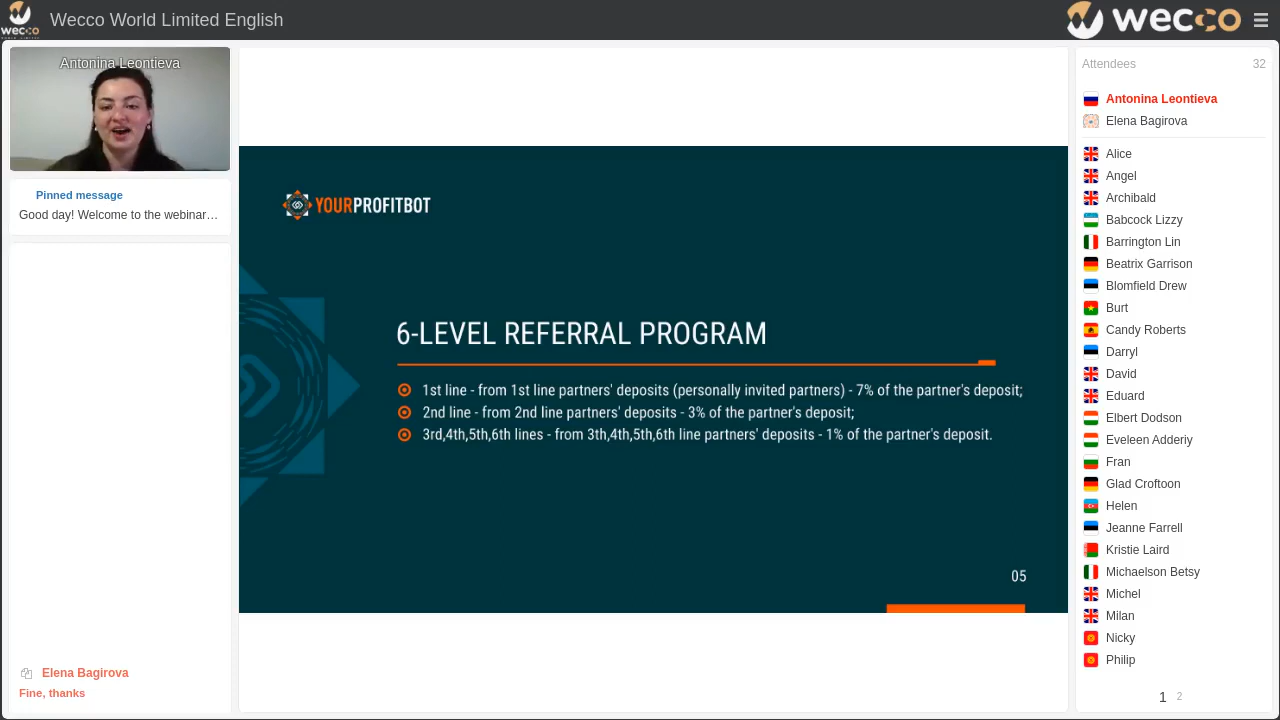 wecco
Wecco World Limited English
wecco
Antonina Leontieva
Pinned message
Good day! Welcome to the webinar…
Elena Bagirova
Fine, thanks
YOURPROFITBOT
6-LEVEL REFERRAL PROGRAM
1st line - from 1st line partners' deposits (personally invited partners) - 7% of the partner's deposit;
2nd line - from 2nd line partners' deposits - 3% of the partner's deposit;
3rd,4th,5th,6th lines - from 3th,4th,5th,6th line partners' deposits - 1% of the partner's deposit.
05
Attendees 32
Antonina Leontieva
Elena Bagirova
Alice
Angel
Archibald
Babcock Lizzy
Barrington Lin
Beatrix Garrison
Blomfield Drew
Burt
Candy Roberts
Darryl
David
Eduard
Elbert Dodson
Eveleen Adderiy
Fran
Glad Croftoon
Helen
Jeanne Farrell
Kristie Laird
Michaelson Betsy
Michel
Milan
Nicky
Philip
1 2